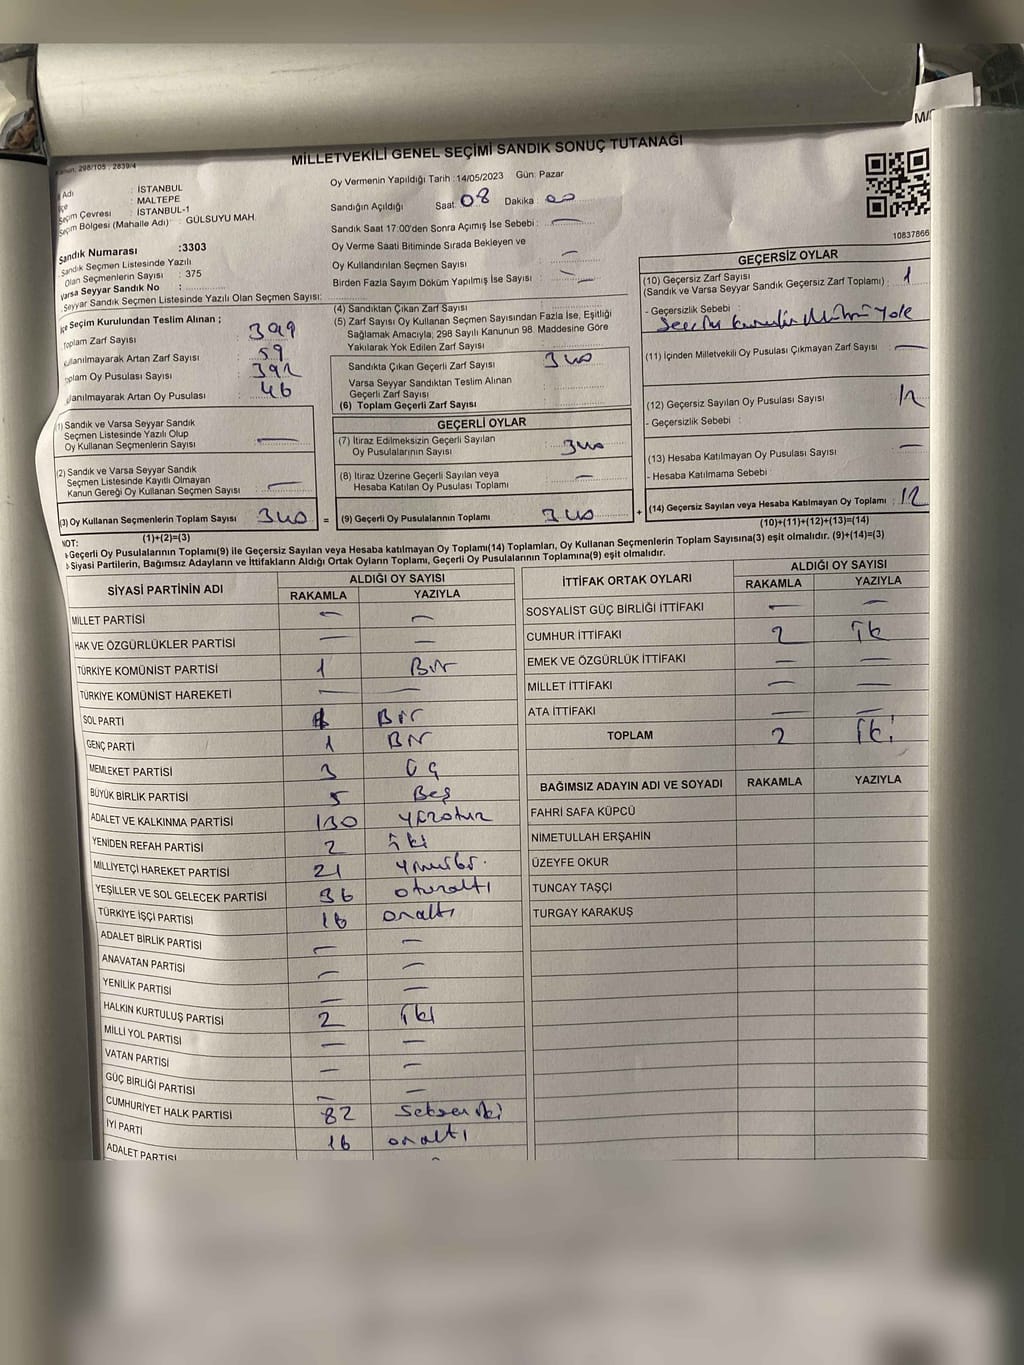 M/
Kanun: 298/105 ; 2839/4
MİLLETVEKİLİ GENEL SEÇİMİ SANDIK SONUÇ TUTANAĞI
Adı : İSTANBUL
: MALTEPE
Seçim Çevresi : İSTANBUL-1
Seçim Bölgesi (Mahalle Adı) : GÜLSUYU MAH
Sandık Numarası :3303
Sandık Seçmen Listesinde Yazılı
Olan Seçmenlerin Sayısı : 375
Varsa Seyyar Sandık No :
Seyyar Sandık Seçmen Listesinde Yazılı Olan Seçmen Sayısı:
Oy Vermenin Yapıldığı Tarih :14/05/2023 Gün: Pazar
Sandığın Açıldığı Saat: 08 Dakika : 00
Sandık Saat 17:00'den Sonra Açımış İse Sebebi : —
Oy Verme Saati Bitiminde Sırada Bekleyen ve
Oy Kullandırılan Seçmen Sayısı : —
Birden Fazla Sayım Döküm Yapılmış İse Sayısı : —
10837866
İlçe Seçim Kurulundan Teslim Alınan ;
Toplam Zarf Sayısı : 399
Kullanılmayarak Artan Zarf Sayısı : 59
Toplam Oy Pusulası Sayısı : 392
Kullanılmayarak Artan Oy Pusulası : 46
(1) Sandık ve Varsa Seyyar Sandık
Seçmen Listesinde Yazılı Olup
Oy Kullanan Seçmenlerin Sayısı : —
(2) Sandık ve Varsa Seyyar Sandık
Seçmen Listesinde Kayıtlı Olmayan
Kanun Gereği Oy Kullanan Seçmen Sayısı : —
(3) Oy Kullanan Seçmenlerin Toplam Sayısı 340
(1)+(2)=(3)
(4) Sandıktan Çıkan Zarf Sayısı :
(5) Zarf Sayısı Oy Kullanan Seçmen Sayısından Fazla İse, Eşitliği
Sağlamak Amacıyla, 298 Sayılı Kanunun 98. Maddesine Göre
Yakılarak Yok Edilen Zarf Sayısı :
Sandıkta Çıkan Geçerli Zarf Sayısı : 340
Varsa Seyyar Sandıktan Teslim Alınan
Geçerli Zarf Sayısı :
(6) Toplam Geçerli Zarf Sayısı :
GEÇERLİ OYLAR
(7) İtiraz Edilmeksizin Geçerli Sayılan
Oy Pusulalarının Sayısı : 340
(8) İtiraz Üzerine Geçerli Sayılan veya
Hesaba Katılan Oy Pusulası Toplamı : —
= (9) Geçerli Oy Pusulalarının Toplamı : 340 +
GEÇERSİZ OYLAR
(10) Geçersiz Zarf Sayısı
(Sandık ve Varsa Seyyar Sandık Geçersiz Zarf Toplamı) : 1
- Geçersizlik Sebebi :
Seçim kurulu Mühür Yok
(11) İçinden Milletvekili Oy Pusulası Çıkmayan Zarf Sayısı : —
(12) Geçersiz Sayılan Oy Pusulası Sayısı : 12
- Geçersizlik Sebebi :
(13) Hesaba Katılmayan Oy Pusulası Sayısı : —
- Hesaba Katılmama Sebebi :
(14) Geçersiz Sayılan veya Hesaba Katılmayan Oy Toplamı : 12
(10)+(11)+(12)+(13)=(14)
NOT:
Geçerli Oy Pusulalarının Toplamı(9) ile Geçersiz Sayılan veya Hesaba katılmayan Oy Toplamı(14) Toplamları, Oy Kullanan Seçmenlerin Toplam Sayısına(3) eşit olmalıdır. (9)+(14)=(3)
Siyasi Partilerin, Bağımsız Adayların ve İttifakların Aldığı Ortak Oyların Toplamı, Geçerli Oy Pusulalarının Toplamına(9) eşit olmalıdır.
SİYASİ PARTİNİN ADI ALDIĞI OY SAYISI
RAKAMLA YAZIYLA
MİLLET PARTİSİ — —
HAK VE ÖZGÜRLÜKLER PARTİSİ — —
TÜRKİYE KOMÜNİST PARTİSİ 1 Bir
TÜRKİYE KOMÜNİST HAREKETİ — —
SOL PARTİ 1 Bir
GENÇ PARTİ 1 Bir
MEMLEKET PARTİSİ 3 üç
BÜYÜK BİRLİK PARTİSİ 5 Beş
ADALET VE KALKINMA PARTİSİ 130 yüzotuz
YENİDEN REFAH PARTİSİ 2 iki
MİLLİYETÇİ HAREKET PARTİSİ 21 yirmibir
YEŞİLLER VE SOL GELECEK PARTİSİ 36 otuzaltı
TÜRKİYE İŞÇİ PARTİSİ 16 onaltı
ADALET BİRLİK PARTİSİ — —
ANAVATAN PARTİSİ — —
YENİLİK PARTİSİ — —
HALKIN KURTULUŞ PARTİSİ 2 iki
MİLLİ YOL PARTİSİ — —
VATAN PARTİSİ — —
GÜÇ BİRLİĞİ PARTİSİ — —
CUMHURİYET HALK PARTİSİ 82 Seksen iki
İYİ PARTİ 16 onaltı
ADALET PARTİSİ
İTTİFAK ORTAK OYLARI ALDIĞI OY SAYISI
RAKAMLA YAZIYLA
SOSYALİST GÜÇ BİRLİĞİ İTTİFAKI — —
CUMHUR İTTİFAKI 2 iki
EMEK VE ÖZGÜRLÜK İTTİFAKI — —
MİLLET İTTİFAKI — —
ATA İTTİFAKI — —
TOPLAM 2 iki
BAĞIMSIZ ADAYIN ADI VE SOYADI RAKAMLA YAZIYLA
FAHRİ SAFA KÜPCÜ
NİMETULLAH ERŞAHİN
ÜZEYFE OKUR
TUNCAY TAŞÇI
TURGAY KARAKUŞ